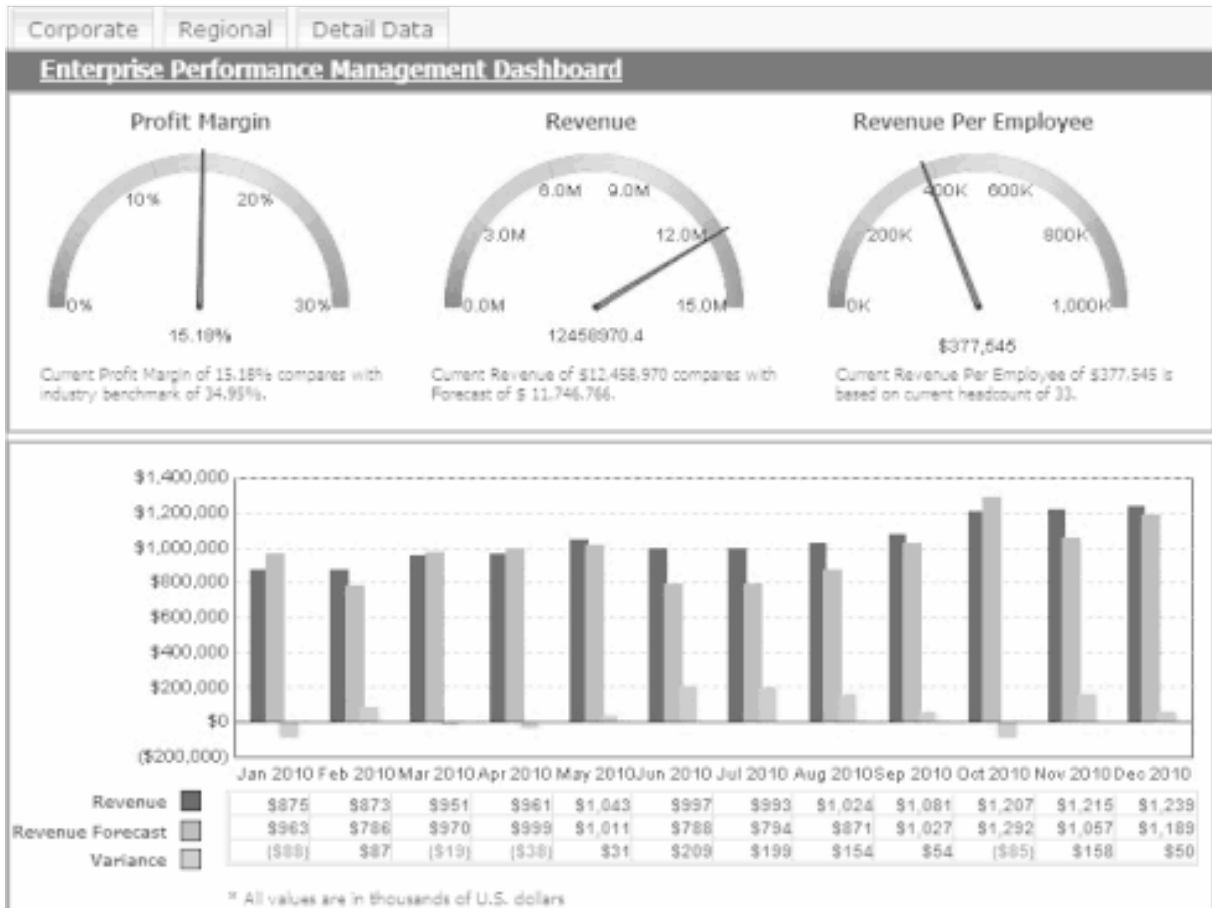 Corporate Regional Detail Data
Enterprise Performance Management Dashboard
Profit Margin Revenue Revenue Per Employee
10% 20% 6.0M 9.0M 400K 600K
3.0M 12.0M 200K 800K
0% 30% 0.0M 15.0M 0K 1,000K
15.18% 12458970.4 $377,545
Current Profit Margin of 15.18% compares with
industry benchmark of 34.95%.
Current Revenue of $12,458,970 compares with
Forecast of $ 11,746,766.
Current Revenue Per Employee of $377,545 is
based on current headcount of 33.
$1,400,000
$1,200,000
$1,000,000
$800,000
$600,000
$400,000
$200,000
$0
($200,000)
Jan 2010 Feb 2010 Mar 2010 Apr 2010 May 2010 Jun 2010 Jul 2010 Aug 2010 Sep 2010 Oct 2010 Nov 2010 Dec 2010
Revenue $875 $873 $951 $961 $1,043 $997 $993 $1,024 $1,081 $1,207 $1,215 $1,239
Revenue Forecast $963 $786 $970 $999 $1,011 $788 $794 $871 $1,027 $1,292 $1,057 $1,189
Variance ($88) $87 ($19) ($38) $31 $209 $199 $154 $54 ($85) $158 $50
* All values are in thousands of U.S. dollars